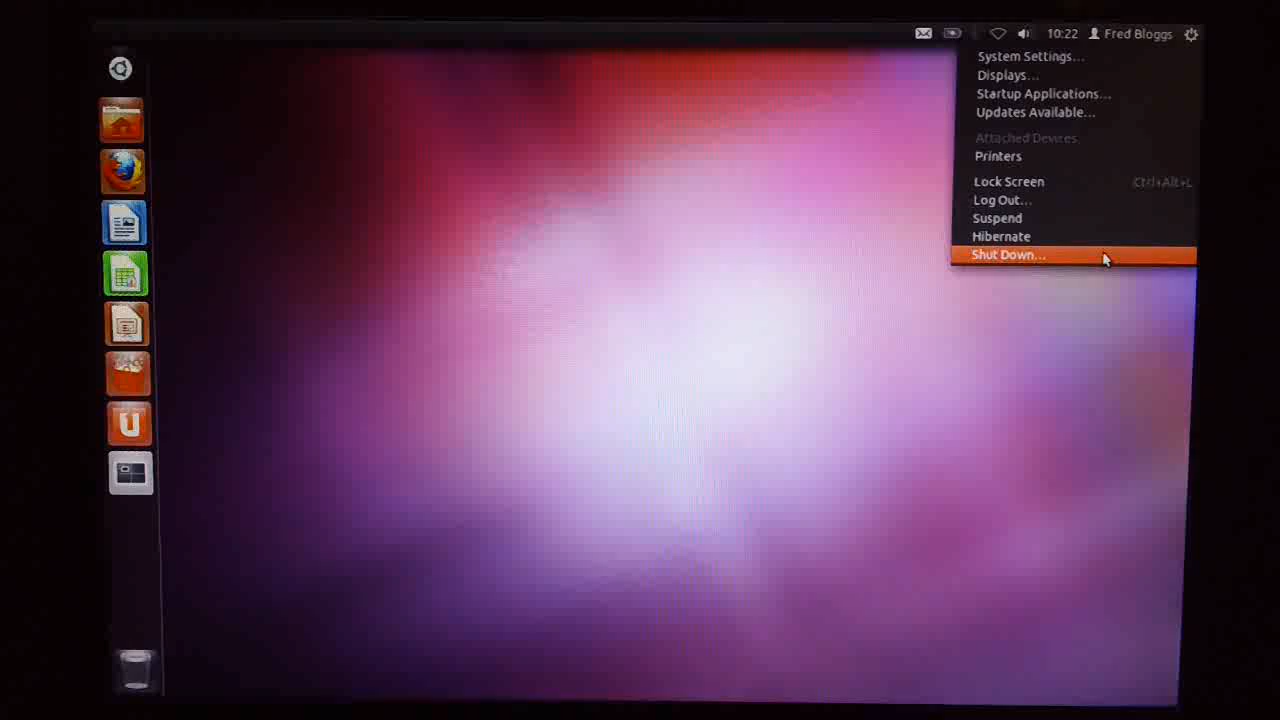 10:22 Fred Bloggs
System Settings...
Displays...
Startup Applications...
Updates Available...
Attached Devices
Printers
Lock Screen Ctrl+Alt+L
Log Out...
Suspend
Hibernate
Shut Down...
U